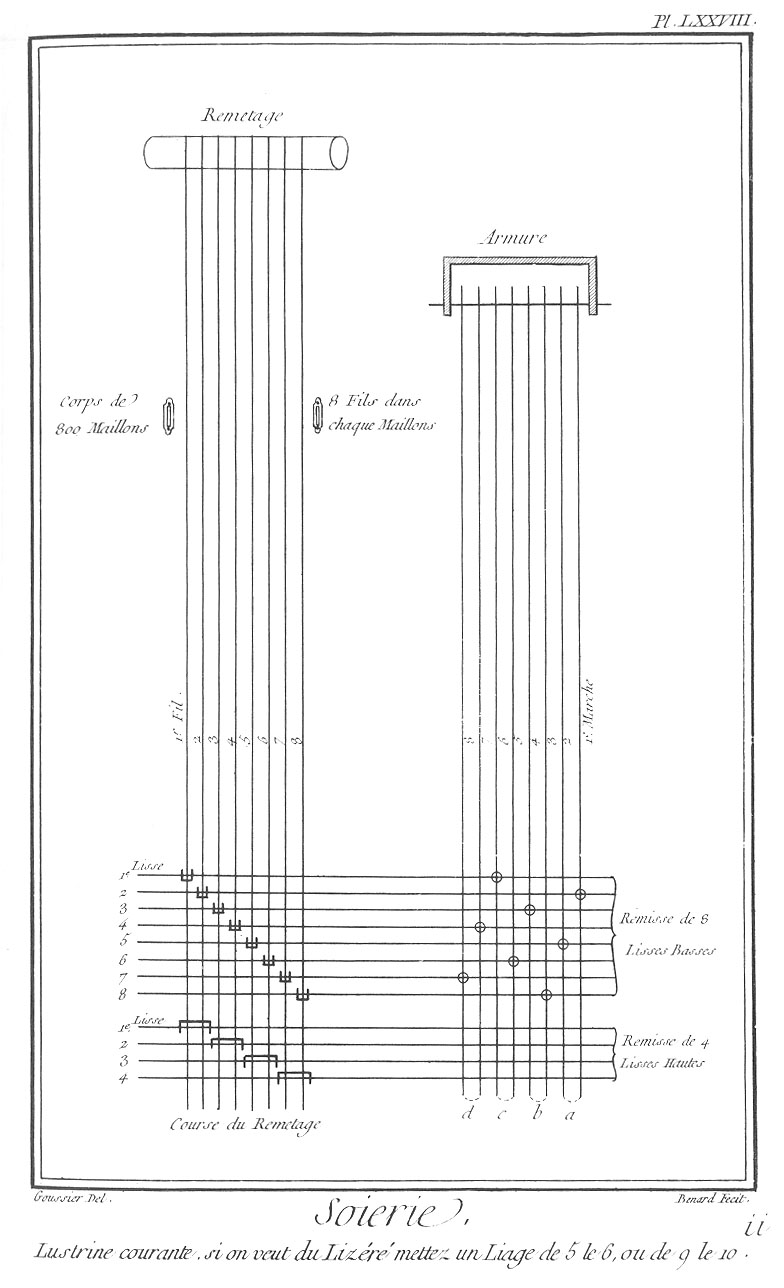 Pl. LXXVIII.
Remetage
Armure
Corps de
800 Maillons
8 Fils dans
chaque Maillons
1.er Fil.
2
3
4
5
6
7
8
8
7
6
5
4
3
2
1.er Marche
1.e Lisse
2
3
4
5
6
7
8
Remisse de 8
Lisses Basses
1.e Lisse
2
3
4
Remisse de 4
Lisses Hautes
Course du Remetage
d c b a
Goussier Del.
Benard Fecit.
Soierie.
ii
Lustrine courante, si on veut du Lizéré mettez un Liage de 5 le 6, ou de 9 le 10.